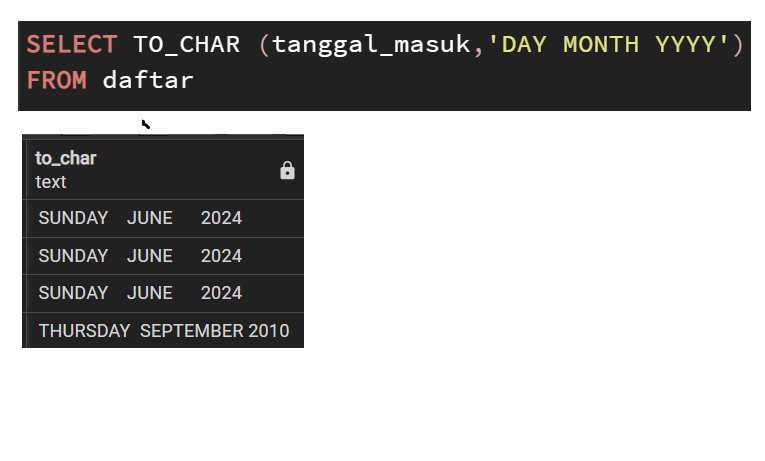 SELECT TO_CHAR (tanggal_masuk,'DAY MONTH YYYY')
FROM daftar
to_char
text
SUNDAY JUNE 2024
SUNDAY JUNE 2024
SUNDAY JUNE 2024
THURSDAY SEPTEMBER 2010